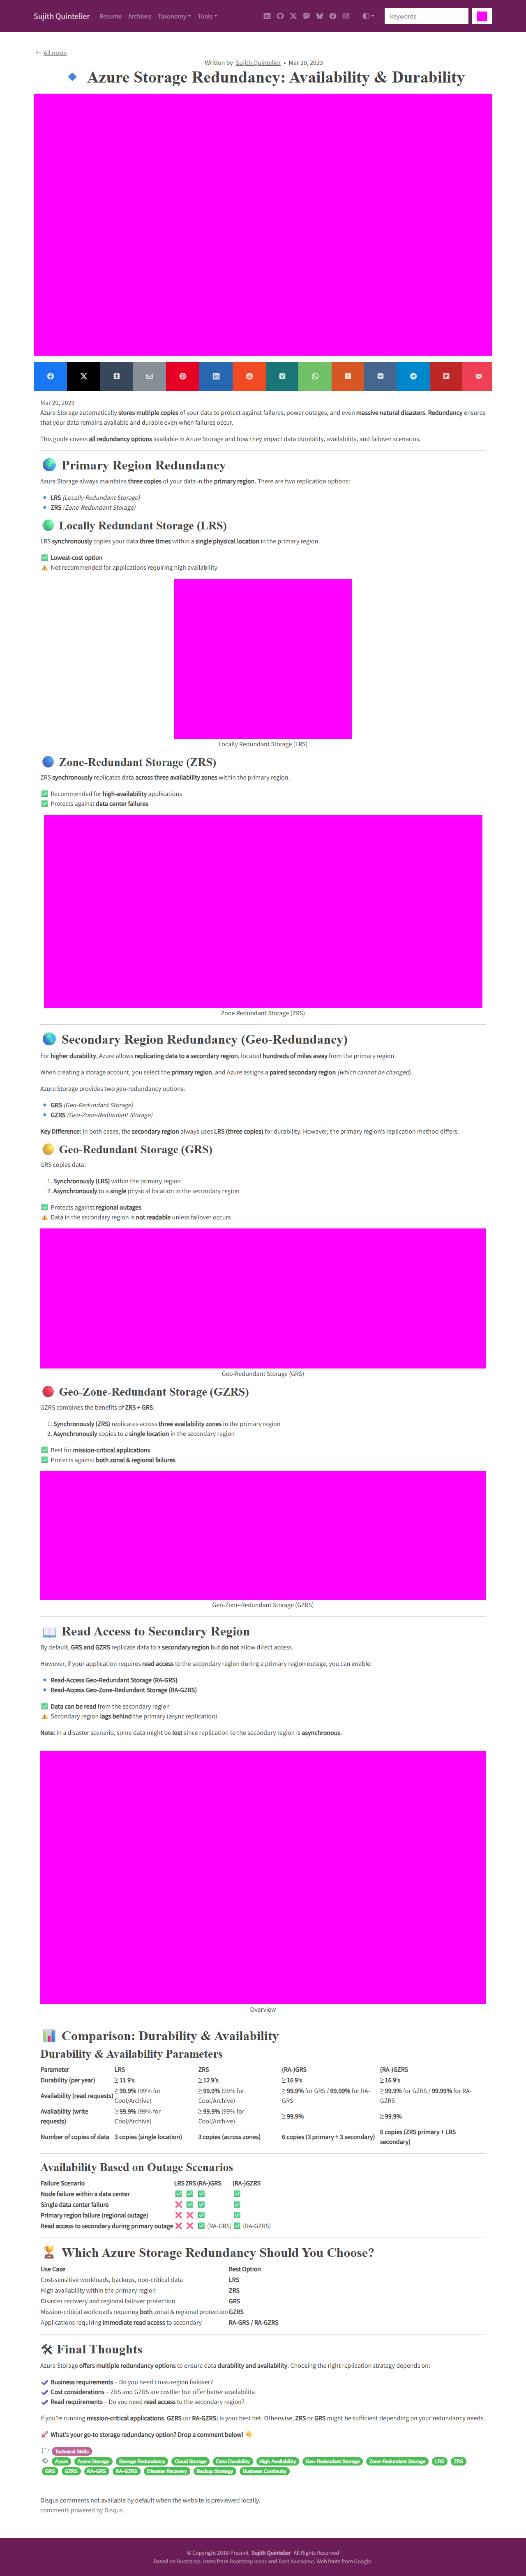 Sujith Quintelier Resume Archives Taxonomy Tools keywords
All posts
Written by Sujith Quintelier • Mar 20, 2023
Azure Storage Redundancy: Availability & Durability
Mar 20, 2023
Azure Storage automatically stores multiple copies of your data to protect against failures, power outages, and even massive natural disasters. Redundancy ensures
that your data remains available and durable even when failures occur.
This guide covers all redundancy options available in Azure Storage and how they impact data durability, availability, and failover scenarios.
Primary Region Redundancy
Azure Storage always maintains three copies of your data in the primary region. There are two replication options:
LRS (Locally Redundant Storage)
ZRS (Zone-Redundant Storage)
Locally Redundant Storage (LRS)
LRS synchronously copies your data three times within a single physical location in the primary region.
✅ Lowest-cost option
⚠️ Not recommended for applications requiring high availability
Locally Redundant Storage (LRS)
Zone-Redundant Storage (ZRS)
ZRS synchronously replicates data across three availability zones within the primary region.
✅ Recommended for high-availability applications
✅ Protects against data center failures
Zone Redundant Storage (ZRS)
Secondary Region Redundancy (Geo-Redundancy)
For higher durability, Azure allows replicating data to a secondary region, located hundreds of miles away from the primary region.
When creating a storage account, you select the primary region, and Azure assigns a paired secondary region (which cannot be changed).
Azure Storage provides two geo-redundancy options:
GRS (Geo-Redundant Storage)
GZRS (Geo-Zone-Redundant Storage)
Key Difference: In both cases, the secondary region always uses LRS (three copies) for durability. However, the primary region's replication method differs.
Geo-Redundant Storage (GRS)
GRS copies data:
1. Synchronously (LRS) within the primary region
2. Asynchronously to a single physical location in the secondary region
✅ Protects against regional outages
⚠️ Data in the secondary region is not readable unless failover occurs
Geo-Redundant Storage (GRS)
Geo-Zone-Redundant Storage (GZRS)
GZRS combines the benefits of ZRS + GRS:
1. Synchronously (ZRS) replicates across three availability zones in the primary region
2. Asynchronously copies to a single location in the secondary region
✅ Best for mission-critical applications
✅ Protects against both zonal & regional failures
Geo-Zone-Redundant Storage (GZRS)
Read Access to Secondary Region
By default, GRS and GZRS replicate data to a secondary region but do not allow direct access.
However, if your application requires read access to the secondary region during a primary region outage, you can enable:
Read-Access Geo-Redundant Storage (RA-GRS)
Read-Access Geo-Zone-Redundant Storage (RA-GZRS)
✅ Data can be read from the secondary region
⚠️ Secondary region lags behind the primary (async replication)
Note: In a disaster scenario, some data might be lost since replication to the secondary region is asynchronous.
Overview
Comparison: Durability & Availability
Durability & Availability Parameters
Parameter LRS ZRS (RA-)GRS (RA-)GZRS
Durability (per year) ≥ 11 9's ≥ 12 9's ≥ 16 9's ≥ 16 9's
Availability (read requests) ≥ 99.9% (99% for Cool/Archive) ≥ 99.9% (99% for Cool/Archive) ≥ 99.9% for GRS / 99.99% for RA-GRS ≥ 99.9% for GZRS / 99.99% for RA-GZRS
Availability (write requests) ≥ 99.9% (99% for Cool/Archive) ≥ 99.9% (99% for Cool/Archive) ≥ 99.9% ≥ 99.9%
Number of copies of data 3 copies (single location) 3 copies (across zones) 6 copies (3 primary + 3 secondary) 6 copies (ZRS primary + LRS secondary)
Availability Based on Outage Scenarios
Failure Scenario LRS ZRS (RA-)GRS (RA-)GZRS
Node failure within a data center ✅ ✅ ✅ ✅
Single data center failure ❌ ✅ ✅ ✅
Primary region failure (regional outage) ❌ ❌ ✅ ✅
Read access to secondary during primary outage ❌ ❌ ✅ (RA-GRS) ✅ (RA-GZRS)
Which Azure Storage Redundancy Should You Choose?
Use Case Best Option
Cost-sensitive workloads, backups, non-critical data LRS
High availability within the primary region ZRS
Disaster recovery and regional failover protection GRS
Mission-critical workloads requiring both zonal & regional protection GZRS
Applications requiring immediate read access to secondary RA-GRS / RA-GZRS
Final Thoughts
Azure Storage offers multiple redundancy options to ensure data durability and availability. Choosing the right replication strategy depends on:
✔ Business requirements – Do you need cross-region failover?
✔ Cost considerations – ZRS and GZRS are costlier but offer better availability.
✔ Read requirements – Do you need read access to the secondary region?
If you're running mission-critical applications, GZRS (or RA-GZRS) is your best bet. Otherwise, ZRS or GRS might be sufficient depending on your redundancy needs.
What's your go-to storage redundancy option? Drop a comment below!
Technical Skills
Azure Azure Storage Storage Redundancy Cloud Storage Data Durability High Availability Geo-Redundent Storage Zone-Redundant Storage LRS ZRS
GRS GZRS RA-GRS RA-GZRS Disaster Recovery Backup Strategy Business Continuity
Disqus comments not available by default when the website is previewed locally.
comments powered by Disqus
© Copyright 2018-Present Sujith Quintelier All Rights Reserved
Based on Bootstrap. Icons from Bootstrap Icons and Font Awesome. Web fonts from Google.